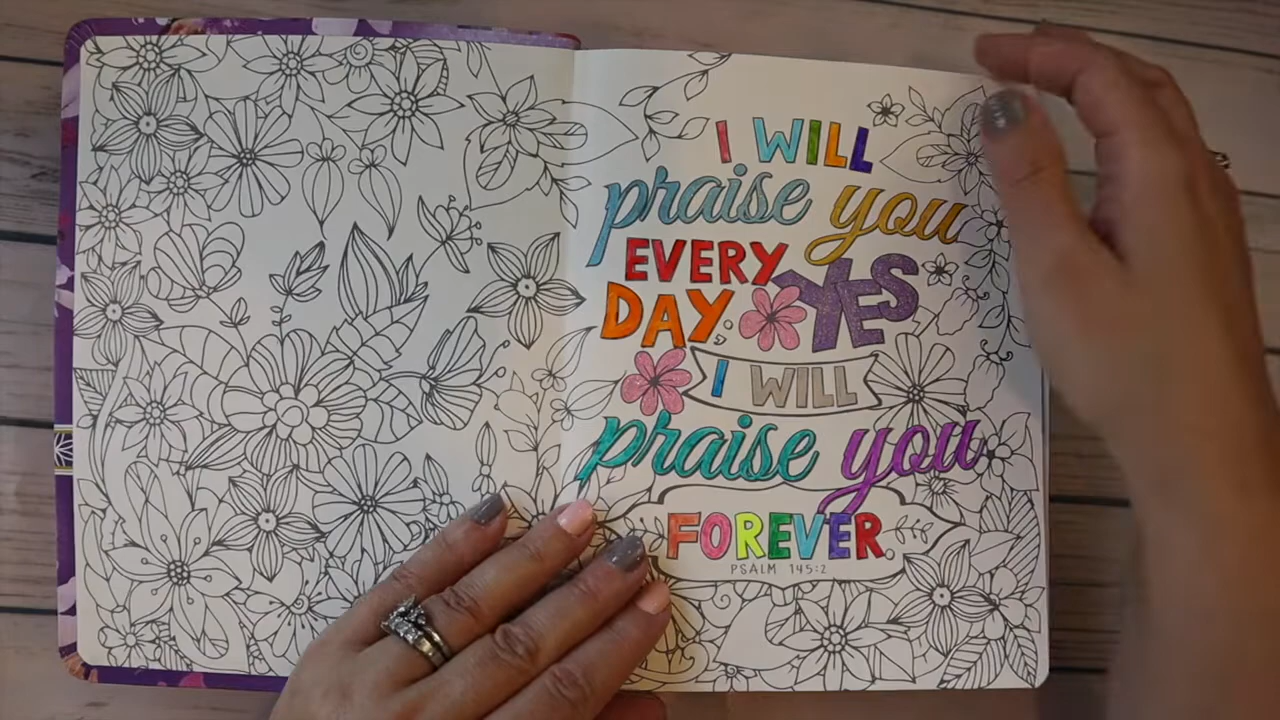 I WILL
praise you
EVERY
DAY; YES
I WILL
praise you
FOREVER.
PSALM 145:2